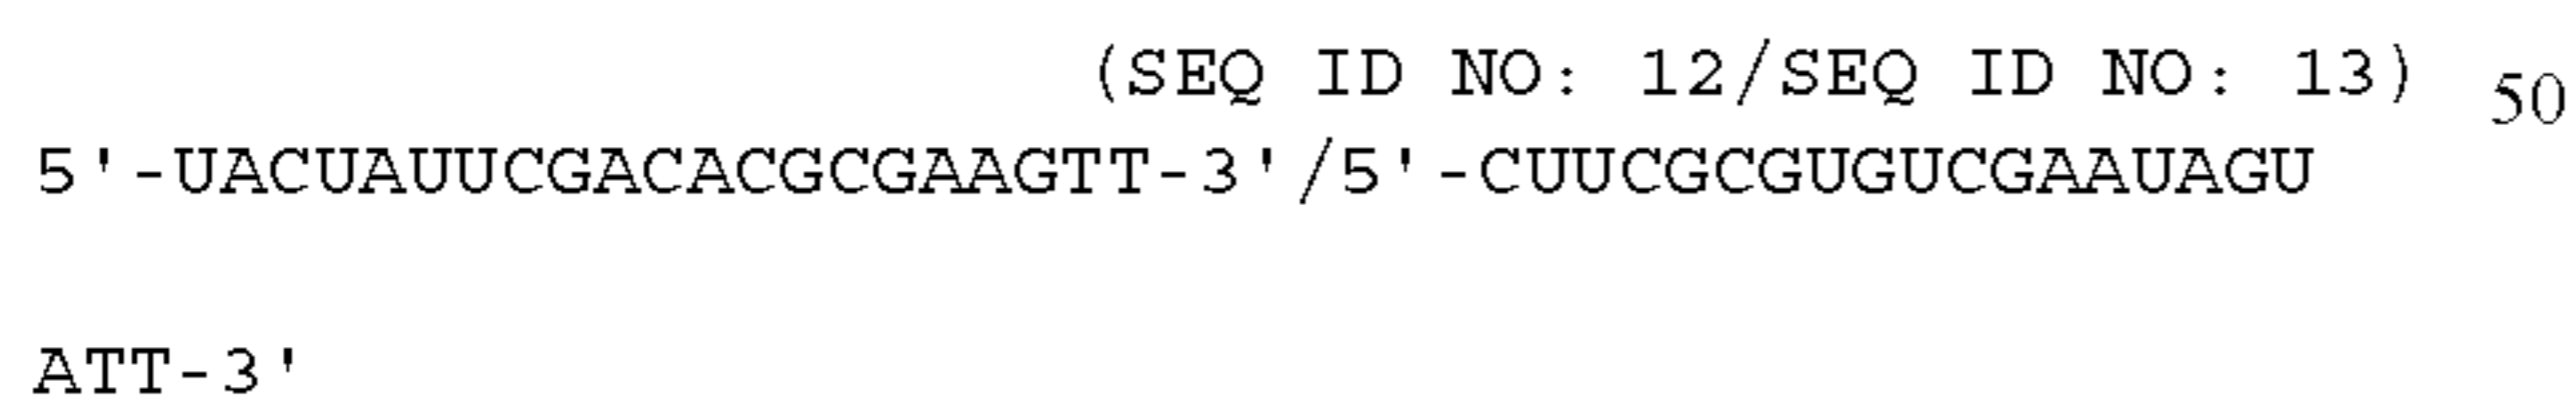 (SEQ ID NO: 12/SEQ ID NO: 13) 50
5'-UACUAUUCGACACGCGAAGTT-3'/5'-CUUCGCGUGUCGAAUAGU
ATT-3'